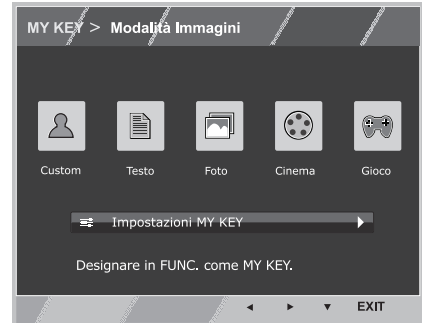 MY KEY > Modalità Immagini
Custom Testo Foto Cinema Gioco
Impostazioni MY KEY
Designare in FUNC. come MY KEY.
EXIT